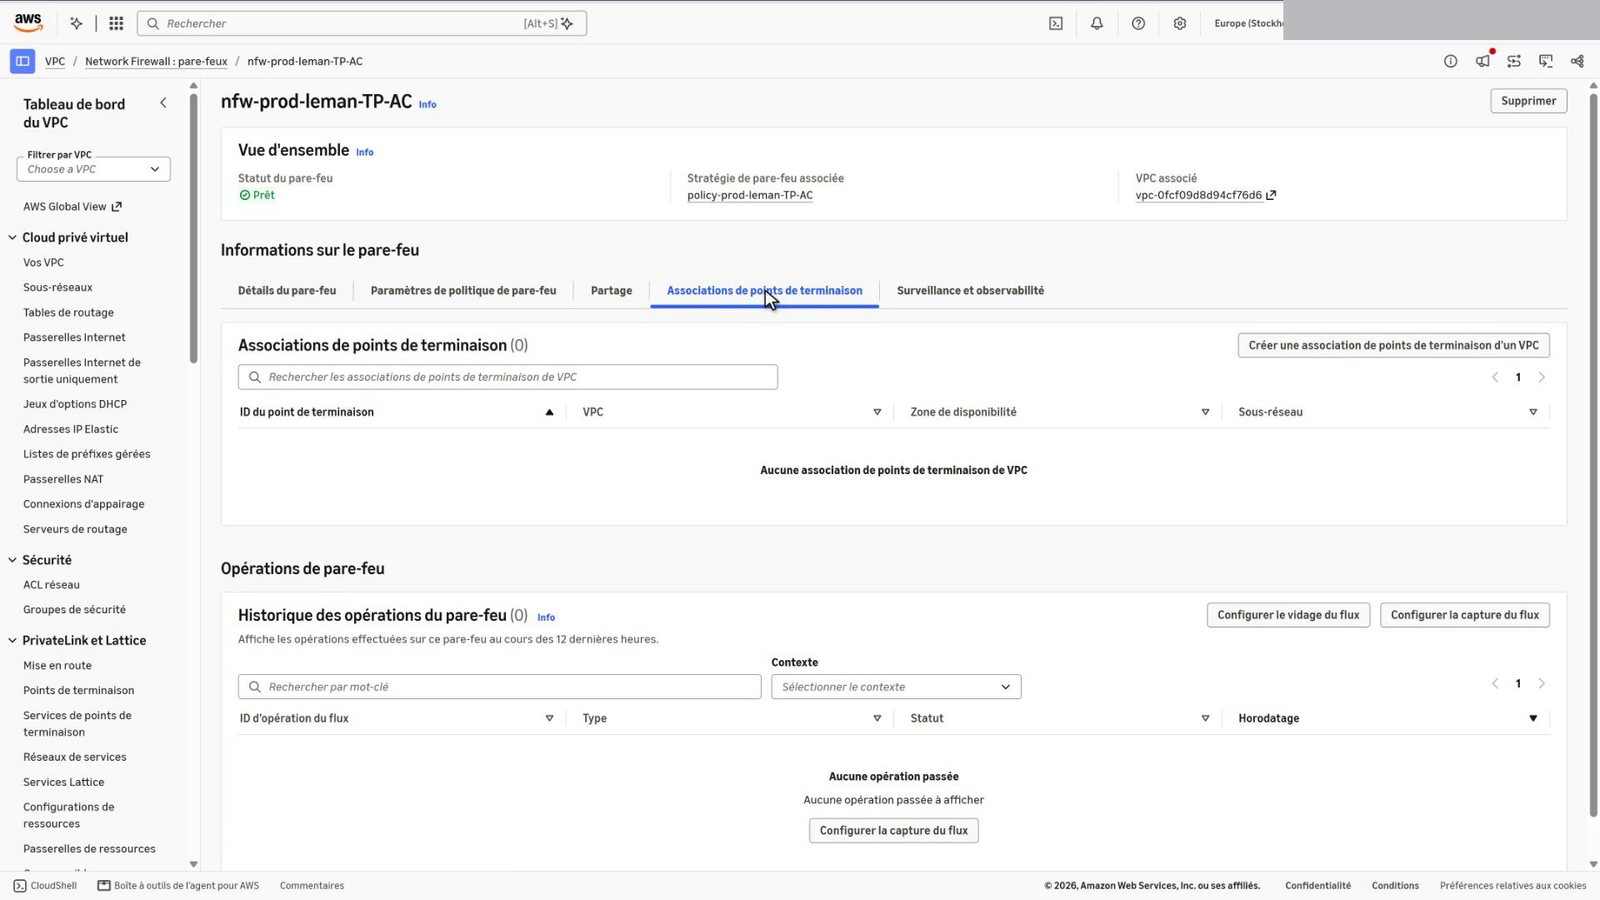 aws
Rechercher
[Alt+S]
Europe (Stockh
VPC / Network Firewall : pare-feux / nfw-prod-leman-TP-AC
Tableau de bord
du VPC
Filtrer par VPC
Choose a VPC
AWS Global View
Cloud privé virtuel
Vos VPC
Sous-réseaux
Tables de routage
Passerelles Internet
Passerelles Internet de
sortie uniquement
Jeux d'options DHCP
Adresses IP Elastic
Listes de préfixes gérées
Passerelles NAT
Connexions d'appairage
Serveurs de routage
Sécurité
ACL réseau
Groupes de sécurité
PrivateLink et Lattice
Mise en route
Points de terminaison
Services de points de
terminaison
Réseaux de services
Services Lattice
Configurations de
ressources
Passerelles de ressources
nfw-prod-leman-TP-AC Info
Supprimer
Vue d'ensemble Info
Statut du pare-feu
Prêt
Stratégie de pare-feu associée
policy-prod-leman-TP-AC
VPC associé
vpc-0fcf09d8d94cf76d6
Informations sur le pare-feu
Détails du pare-feu
Paramètres de politique de pare-feu
Partage
Associations de points de terminaison
Surveillance et observabilité
Associations de points de terminaison (0)
Créer une association de points de terminaison d'un VPC
Rechercher les associations de points de terminaison de VPC
1
ID du point de terminaison
VPC
Zone de disponibilité
Sous-réseau
Aucune association de points de terminaison de VPC
Opérations de pare-feu
Historique des opérations du pare-feu (0) Info
Configurer le vidage du flux
Configurer la capture du flux
Affiche les opérations effectuées sur ce pare-feu au cours des 12 dernières heures.
Contexte
Rechercher par mot-clé
Sélectionner le contexte
1
ID d'opération du flux
Type
Statut
Horodatage
Aucune opération passée
Aucune opération passée à afficher
Configurer la capture du flux
CloudShell
Boîte à outils de l'agent pour AWS
Commentaires
© 2026, Amazon Web Services, Inc. ou ses affiliés.
Confidentialité
Conditions
Préférences relatives aux cookies